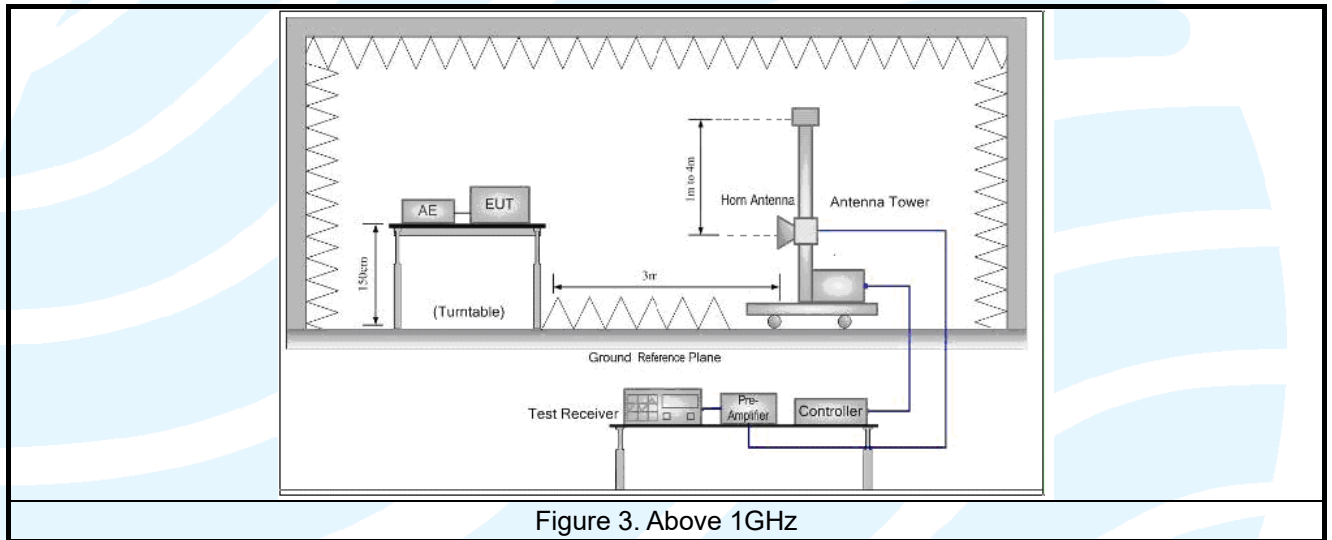 1m to 4m
Horn Antenna
Antenna Tower
AE
EUT
150cm
3m
(Turntable)
Ground Reference Plane
Test Receiver
Pre-
Amplifier
Controller
Figure 3. Above 1GHz